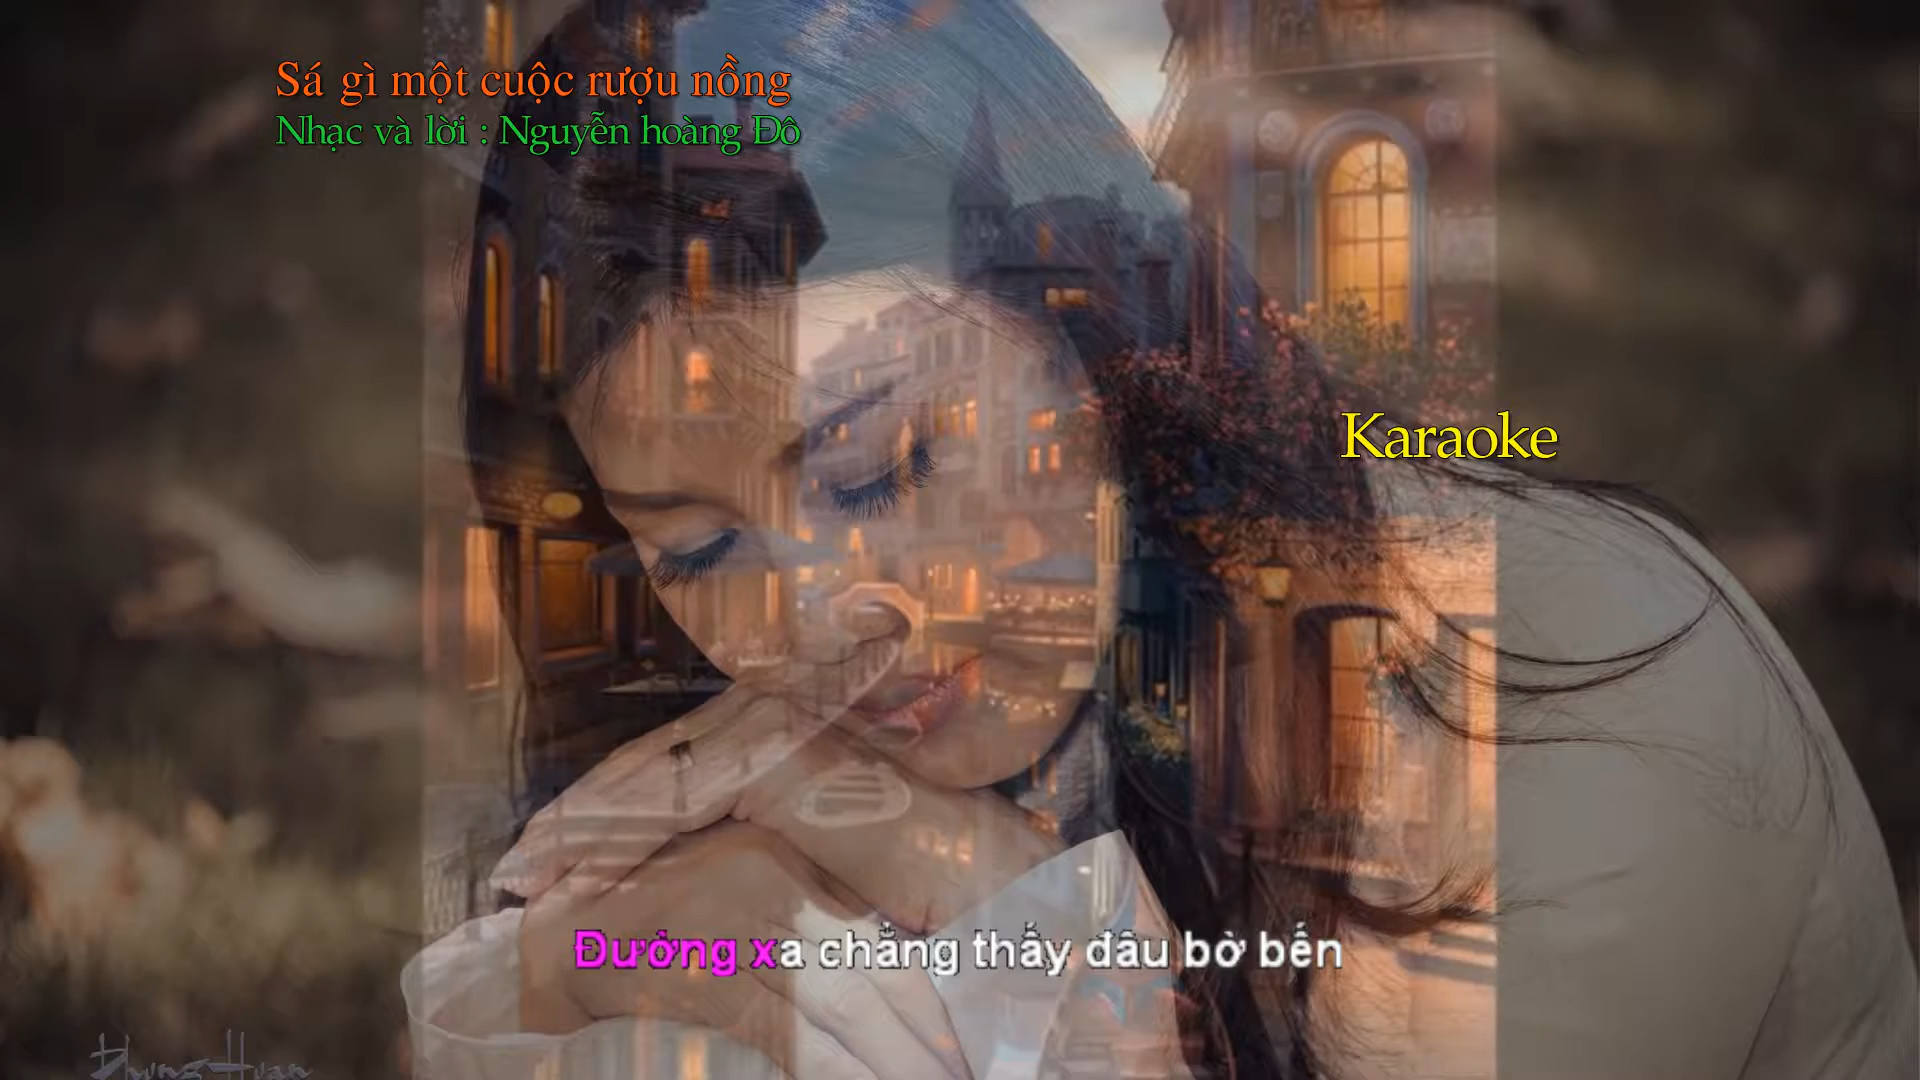 Sá gì một cuộc rượu nồng
Nhạc và lời : Nguyễn hoàng Đô
Karaoke
Đường xa chẳng thấy đâu bờ bến